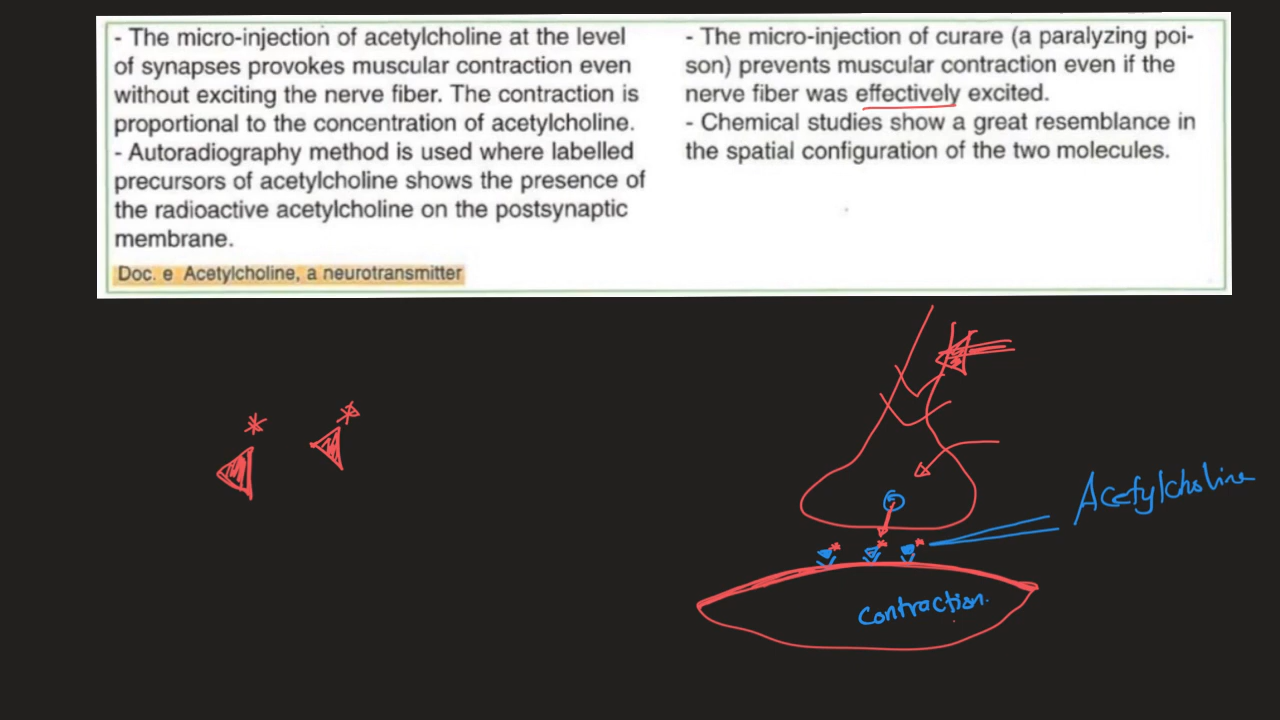 - The micro-injection of acetylcholine at the level
of synapses provokes muscular contraction even
without exciting the nerve fiber. The contraction is
proportional to the concentration of acetylcholine.
- Autoradiography method is used where labelled
precursors of acetylcholine shows the presence of
the radioactive acetylcholine on the postsynaptic
membrane.
Doc. e Acetylcholine, a neurotransmitter
- The micro-injection of curare (a paralyzing poi-
son) prevents muscular contraction even if the
nerve fiber was effectively excited.
- Chemical studies show a great resemblance in
the spatial configuration of the two molecules.
Acetylcholine
Contraction.